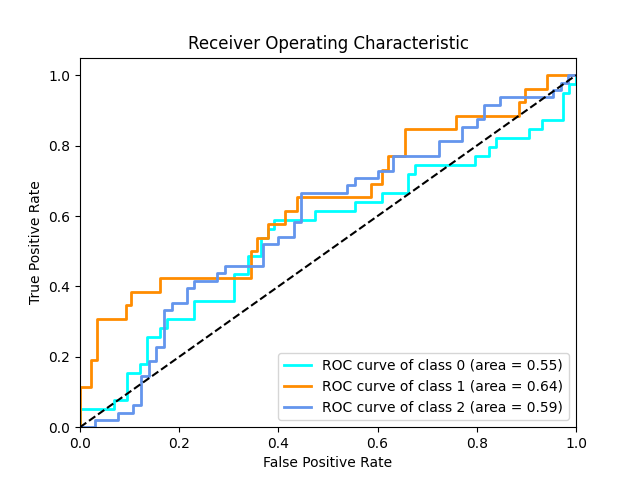 Receiver Operating Characteristic
True Positive Rate
1.0
0.8
0.6
0.4
0.2
0.0
ROC curve of class 0 (area = 0.55)
ROC curve of class 1 (area = 0.64)
ROC curve of class 2 (area = 0.59)
0.0 0.2 0.4 0.6 0.8 1.0
False Positive Rate